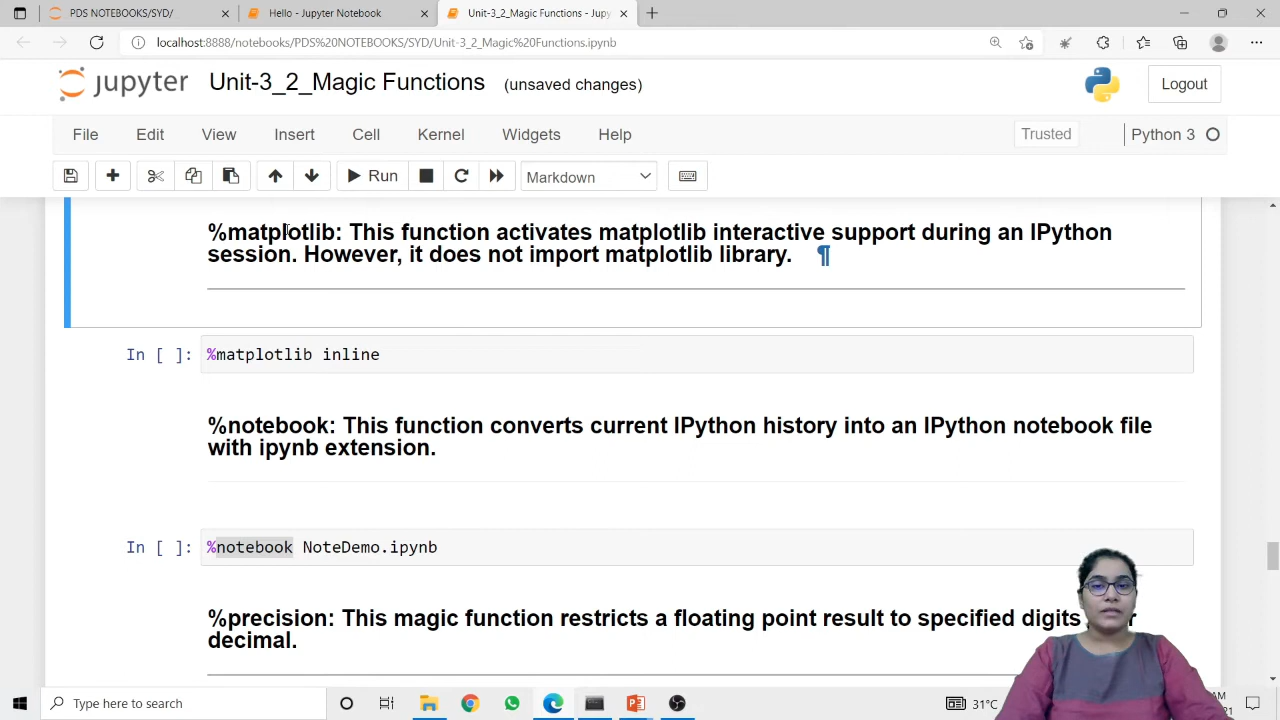 PDS NOTEBOOKS/SYD/
Hello - Jupyter Notebook
Unit-3_2_Magic Functions - Jupy
localhost:8888/notebooks/PDS%20NOTEBOOKS/SYD/Unit-3_2_Magic%20Functions.ipynb
jupyter Unit-3_2_Magic Functions (unsaved changes)
Logout
File Edit View Insert Cell Kernel Widgets Help Trusted Python 3
Run Markdown
%matplotlib: This function activates matplotlib interactive support during an IPython
session. However, it does not import matplotlib library. ¶
In [ ]: %matplotlib inline
%notebook: This function converts current IPython history into an IPython notebook file
with ipynb extension.
In [ ]: %notebook NoteDemo.ipynb
%precision: This magic function restricts a floating point result to specified digits
decimal.
Type here to search
31°C